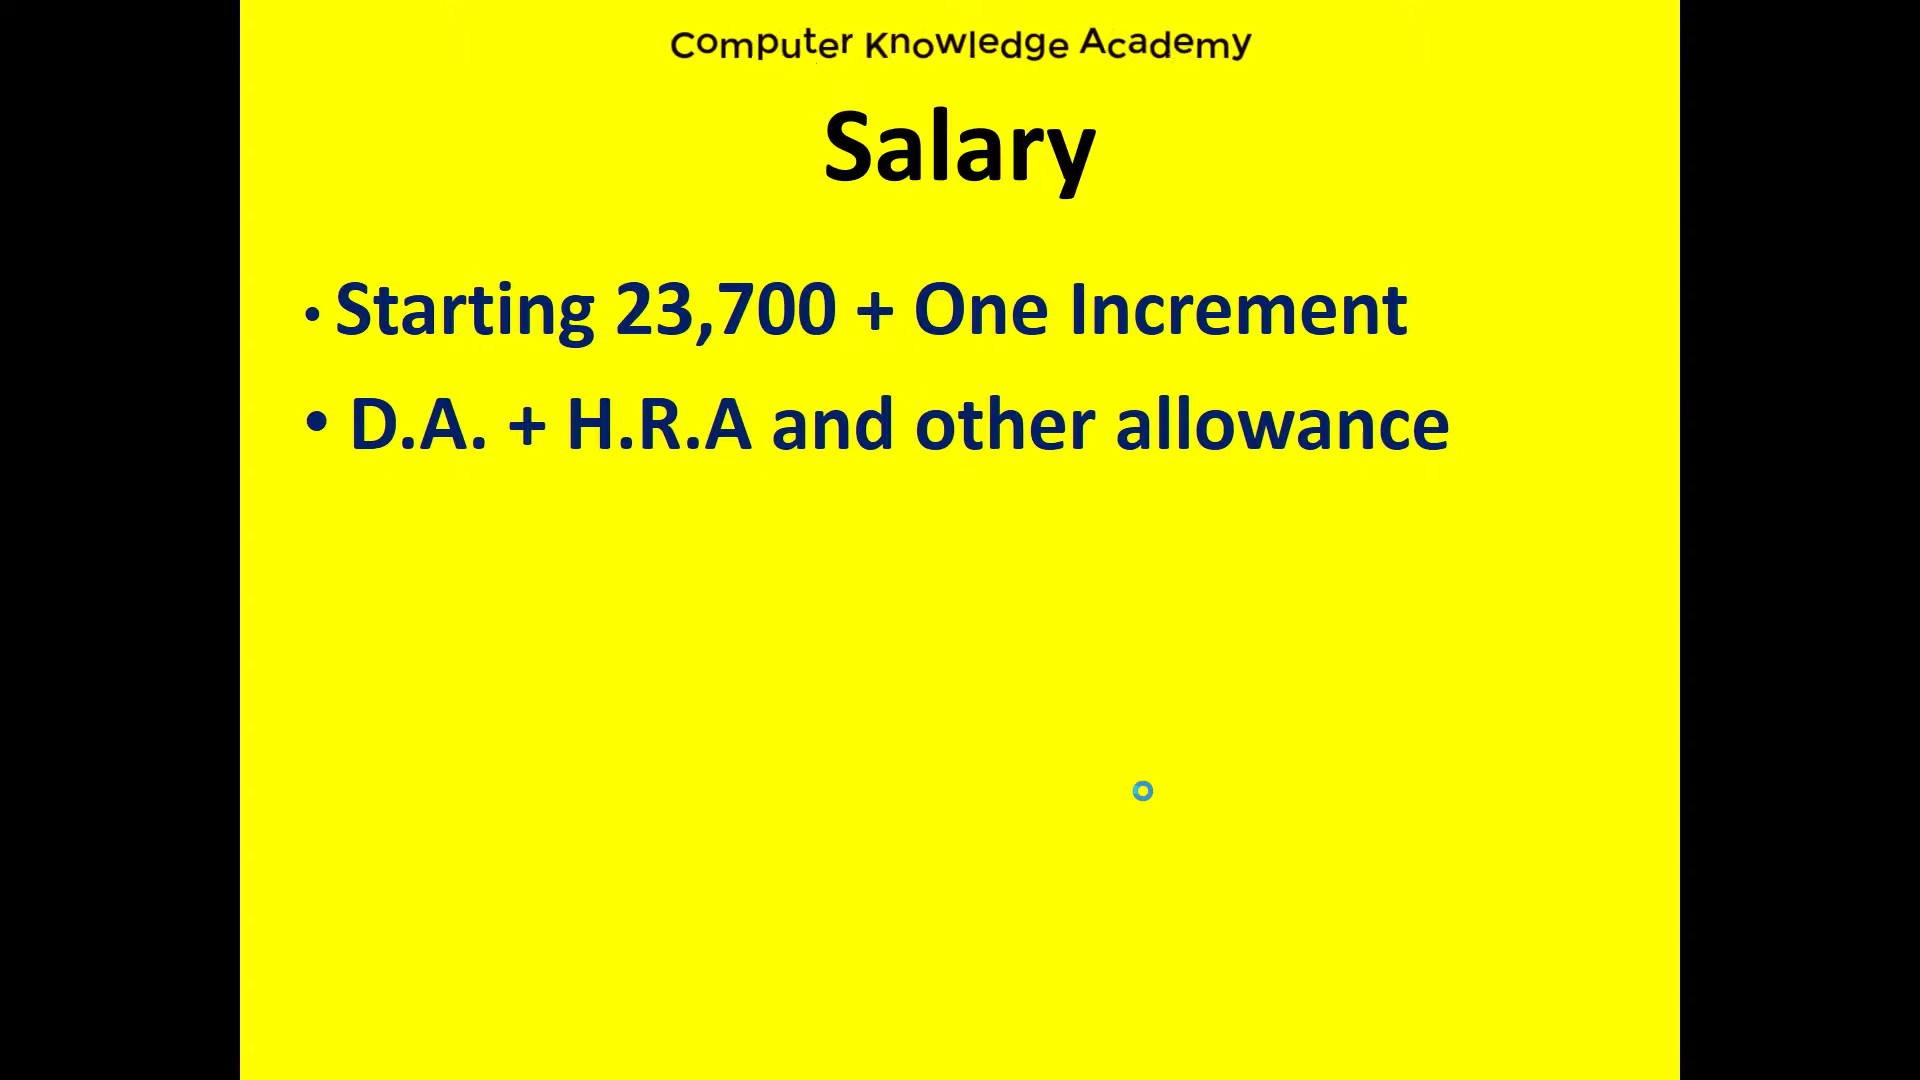 Computer Knowledge Academy
Salary
• Starting 23,700 + One Increment
• D.A. + H.R.A and other allowance